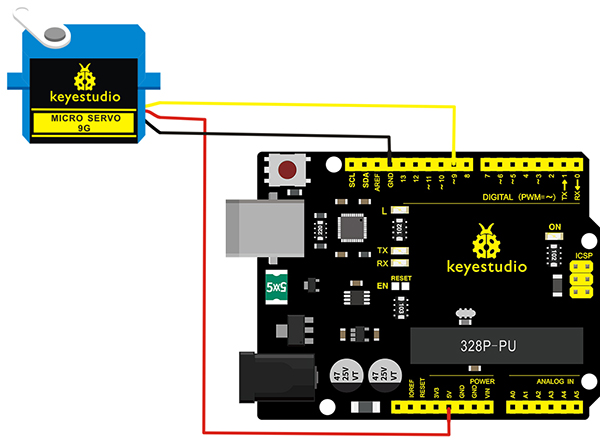 keyestudio
MICRO SERVO
9G
SCL
SDA
AREF
GND
13
12
~11
~10
~9
8
7
~6
~5
4
~3
2
TX→1
RX←0
DIGITAL (PWM=~)
L
TX
RX
RESET
EN
102
103
ON
102
ICSP
keyestudio
328P-PU
47
25V
VT
47
25V
VT
IOREF
RESET
3V3
5V
GND
GND
VIN
POWER
ANALOG IN
A0
A1
A2
A3
A4
A5